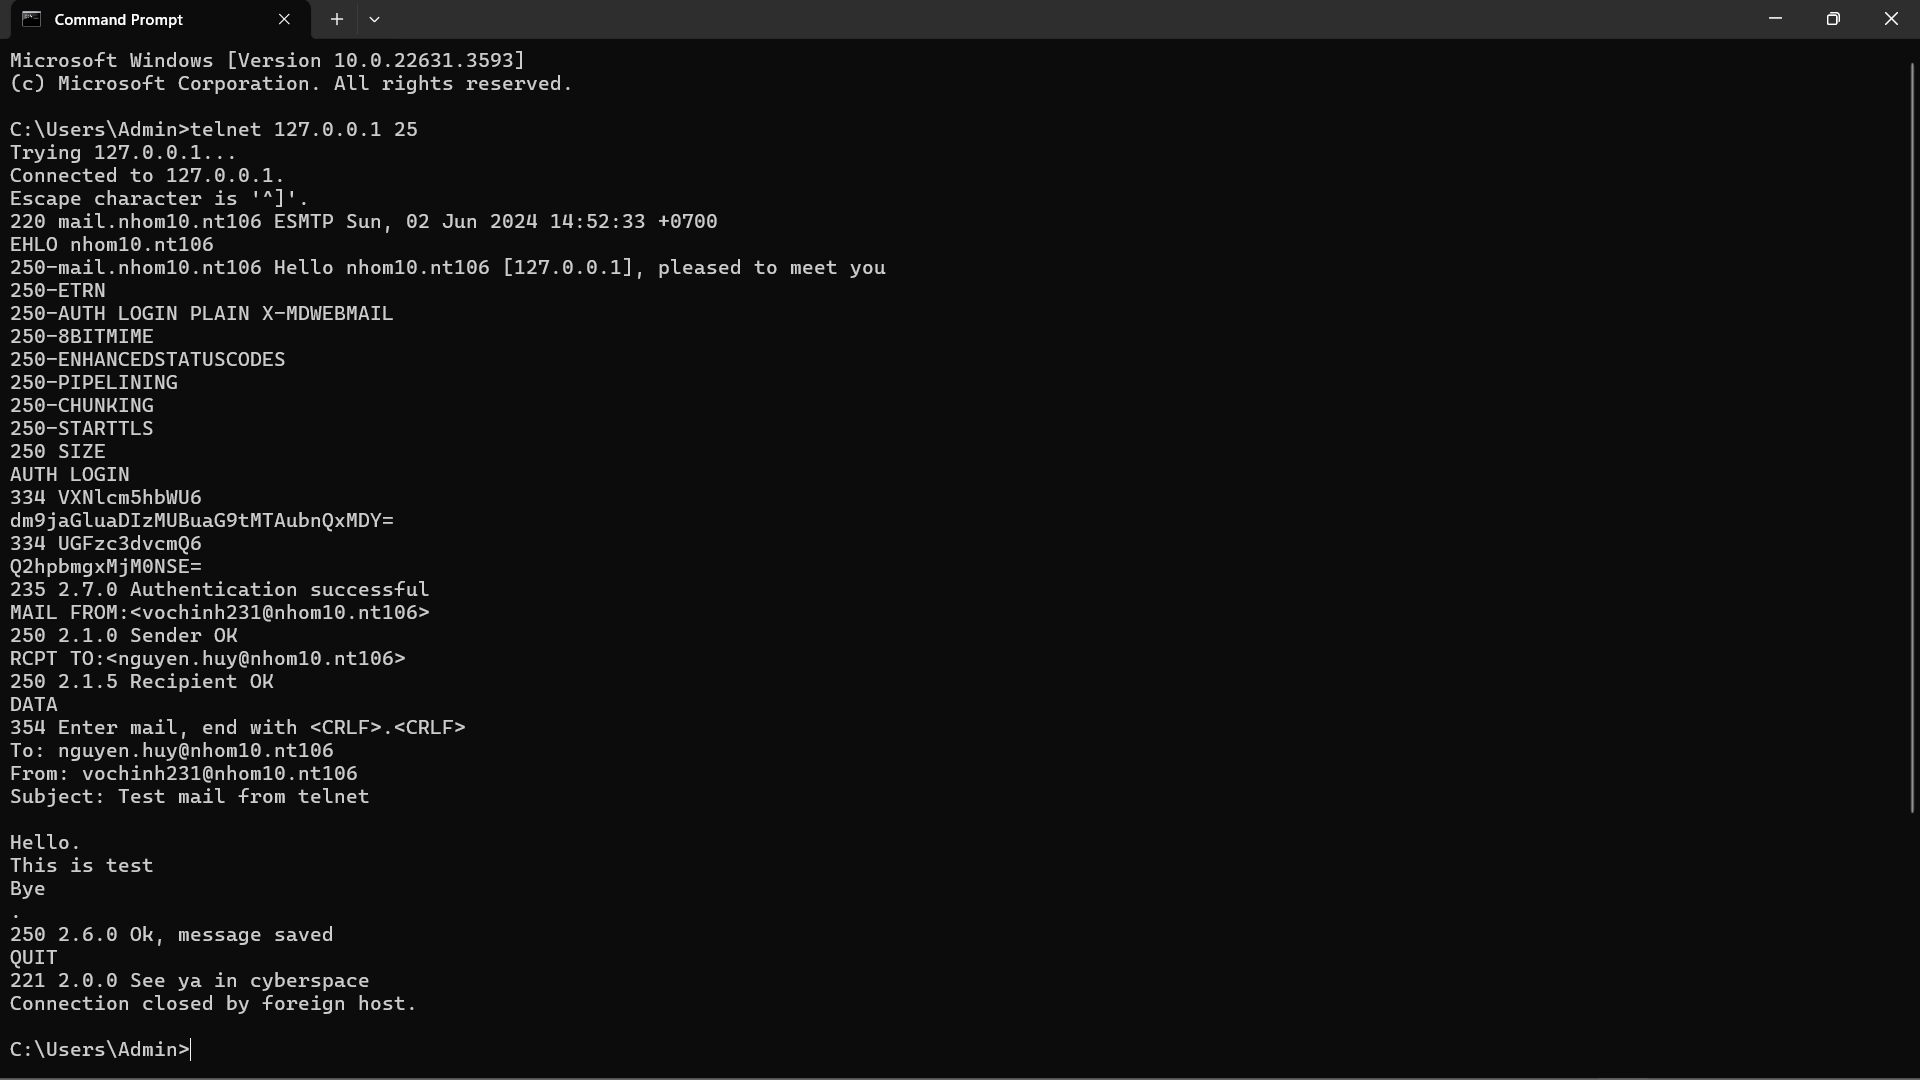 Command Prompt
Microsoft Windows [Version 10.0.22631.3593]
(c) Microsoft Corporation. All rights reserved.
C:\Users\Admin>telnet 127.0.0.1 25
Trying 127.0.0.1...
Connected to 127.0.0.1.
Escape character is '^]'.
220 mail.nhom10.nt106 ESMTP Sun, 02 Jun 2024 14:52:33 +0700
EHLO nhom10.nt106
250-mail.nhom10.nt106 Hello nhom10.nt106 [127.0.0.1], pleased to meet you
250-ETRN
250-AUTH LOGIN PLAIN X-MDWEBMAIL
250-8BITMIME
250-ENHANCEDSTATUSCODES
250-PIPELINING
250-CHUNKING
250-STARTTLS
250 SIZE
AUTH LOGIN
334 VXNlcm5hbWU6
dm9jaGluaDIzMUBuaG9tMTAubnQxMDY=
334 UGFzc3dvcmQ6
Q2hpbmgxMjM0NSE=
235 2.7.0 Authentication successful
MAIL FROM:<vochinh231@nhom10.nt106>
250 2.1.0 Sender OK
RCPT TO:<nguyen.huy@nhom10.nt106>
250 2.1.5 Recipient OK
DATA
354 Enter mail, end with <CRLF>.<CRLF>
To: nguyen.huy@nhom10.nt106
From: vochinh231@nhom10.nt106
Subject: Test mail from telnet
Hello.
This is test
Bye
.
250 2.6.0 Ok, message saved
QUIT
221 2.0.0 See ya in cyberspace
Connection closed by foreign host.
C:\Users\Admin>